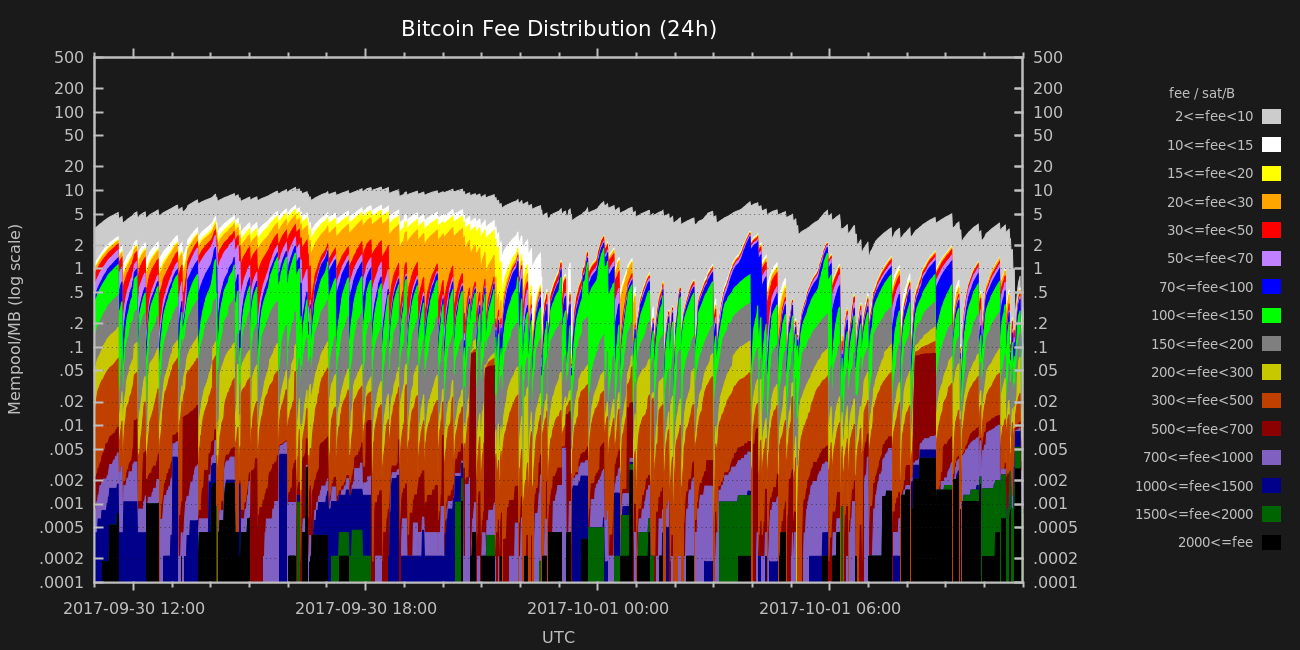 Bitcoin Fee Distribution (24h)
500
200
100
50
20
10
5
2
1
.5
.2
.1
.05
.02
.01
.005
.002
.001
.0005
.0002
.0001
Mempool/MB (log scale)
500
200
100
50
20
10
5
2
1
.5
.2
.1
.05
.02
.01
.005
.002
.001
.0005
.0002
.0001
2017-09-30 12:00 2017-09-30 18:00 2017-10-01 00:00 2017-10-01 06:00
UTC
fee / sat/B
2<=fee<10
10<=fee<15
15<=fee<20
20<=fee<30
30<=fee<50
50<=fee<70
70<=fee<100
100<=fee<150
150<=fee<200
200<=fee<300
300<=fee<500
500<=fee<700
700<=fee<1000
1000<=fee<1500
1500<=fee<2000
2000<=fee